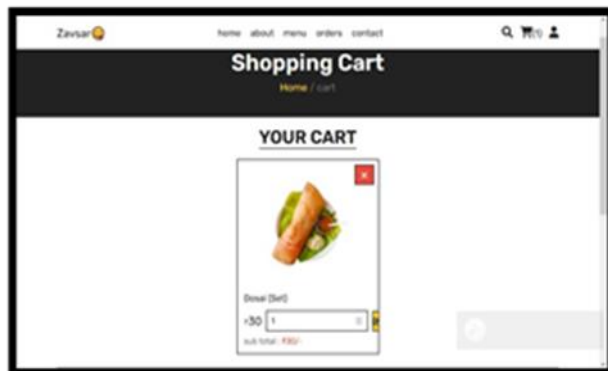 Zavsar
home about menu orders contact
(1)
Shopping Cart
Home / cart
YOUR CART
Dosai (Set)
₹30 1
sub total : ₹30/-